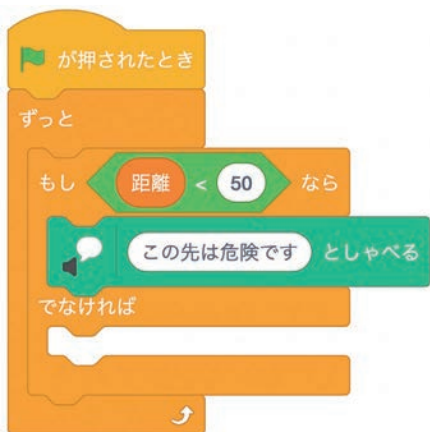 が押されたとき
ずっと
もし 距離 < 50 なら
この先は危険です としゃべる
でなければ